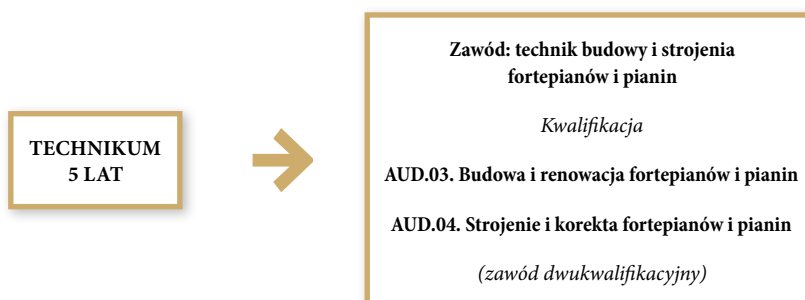 TECHNIKUM
5 LAT
Zawód: technik budowy i strojenia
fortepianów i pianin
Kwalifikacja
AUD.03. Budowa i renowacja fortepianów i pianin
AUD.04. Strojenie i korekta fortepianów i pianin
(zawód dwukwalifikacyjny)